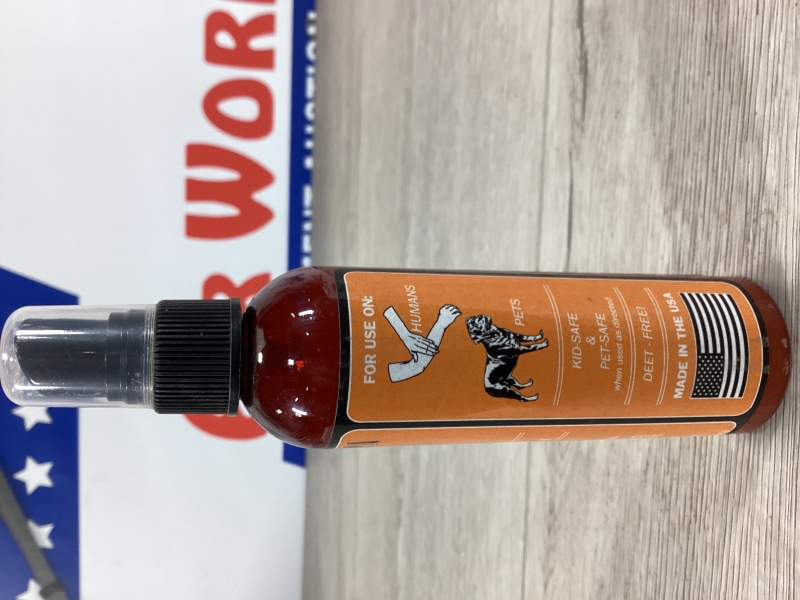 FOR USE ON:
HUMANS
PETS
KID-SAFE
&
PET-SAFE
when used as directed
DEET - FREE!
MADE IN THE USA